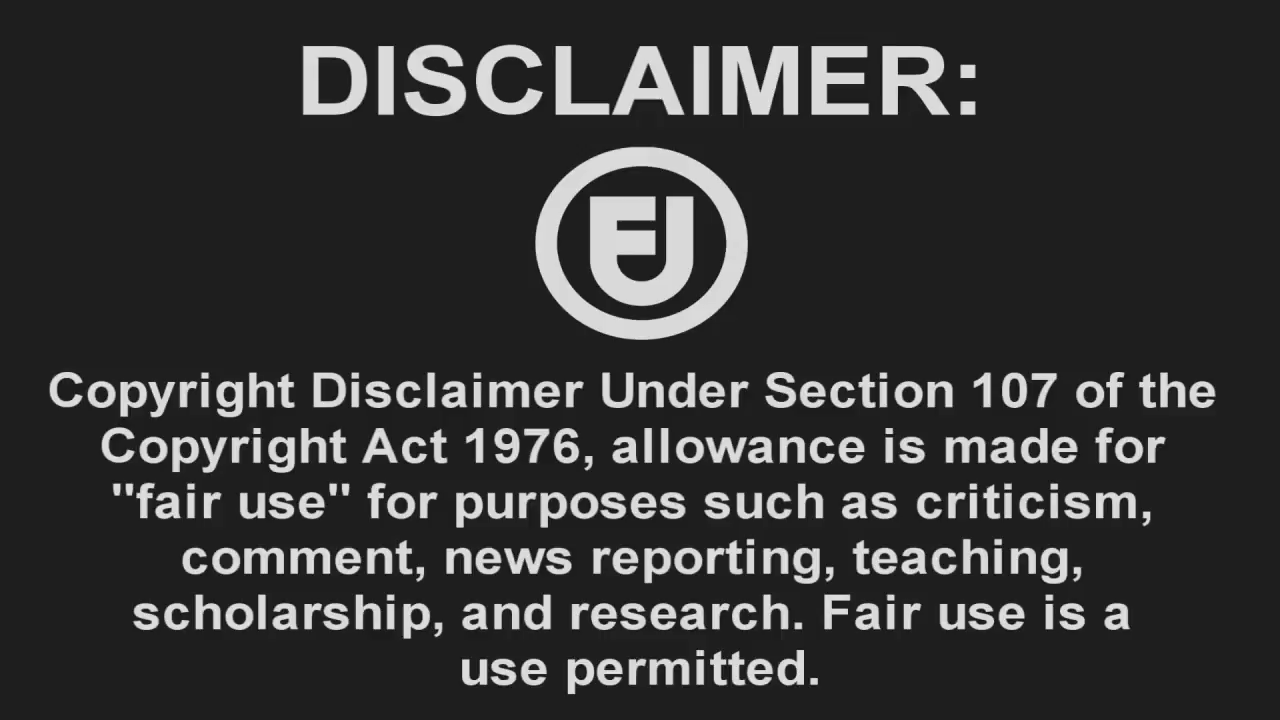 DISCLAIMER:
FU
Copyright Disclaimer Under Section 107 of the
Copyright Act 1976, allowance is made for
"fair use" for purposes such as criticism,
comment, news reporting, teaching,
scholarship, and research. Fair use is a
use permitted.